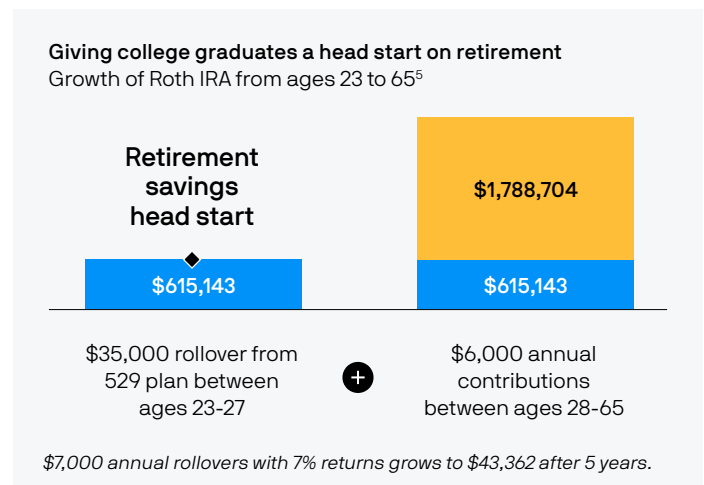 Giving college graduates a head start on retirement
Growth of Roth IRA from ages 23 to 65⁵
Retirement
savings
head start
$1,788,704
$615,143
$615,143
$35,000 rollover from
529 plan between
ages 23-27
+
$6,000 annual
contributions
between ages 28-65
$7,000 annual rollovers with 7% returns grows to $43,362 after 5 years.